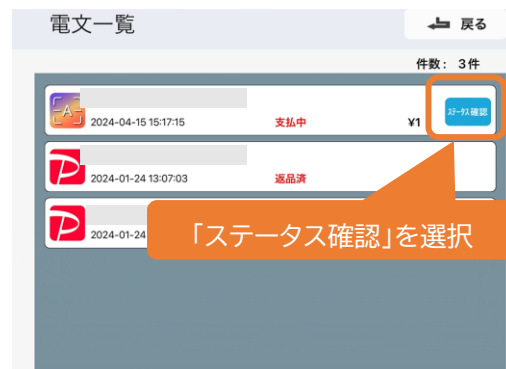 電文一覧
戻る
件数: 3件
-A-
2024-04-15 15:17:15 支払中 ¥1 ステータス確認
2024-01-24 13:07:03 返品済
2024-01-24
「ステータス確認」を選択